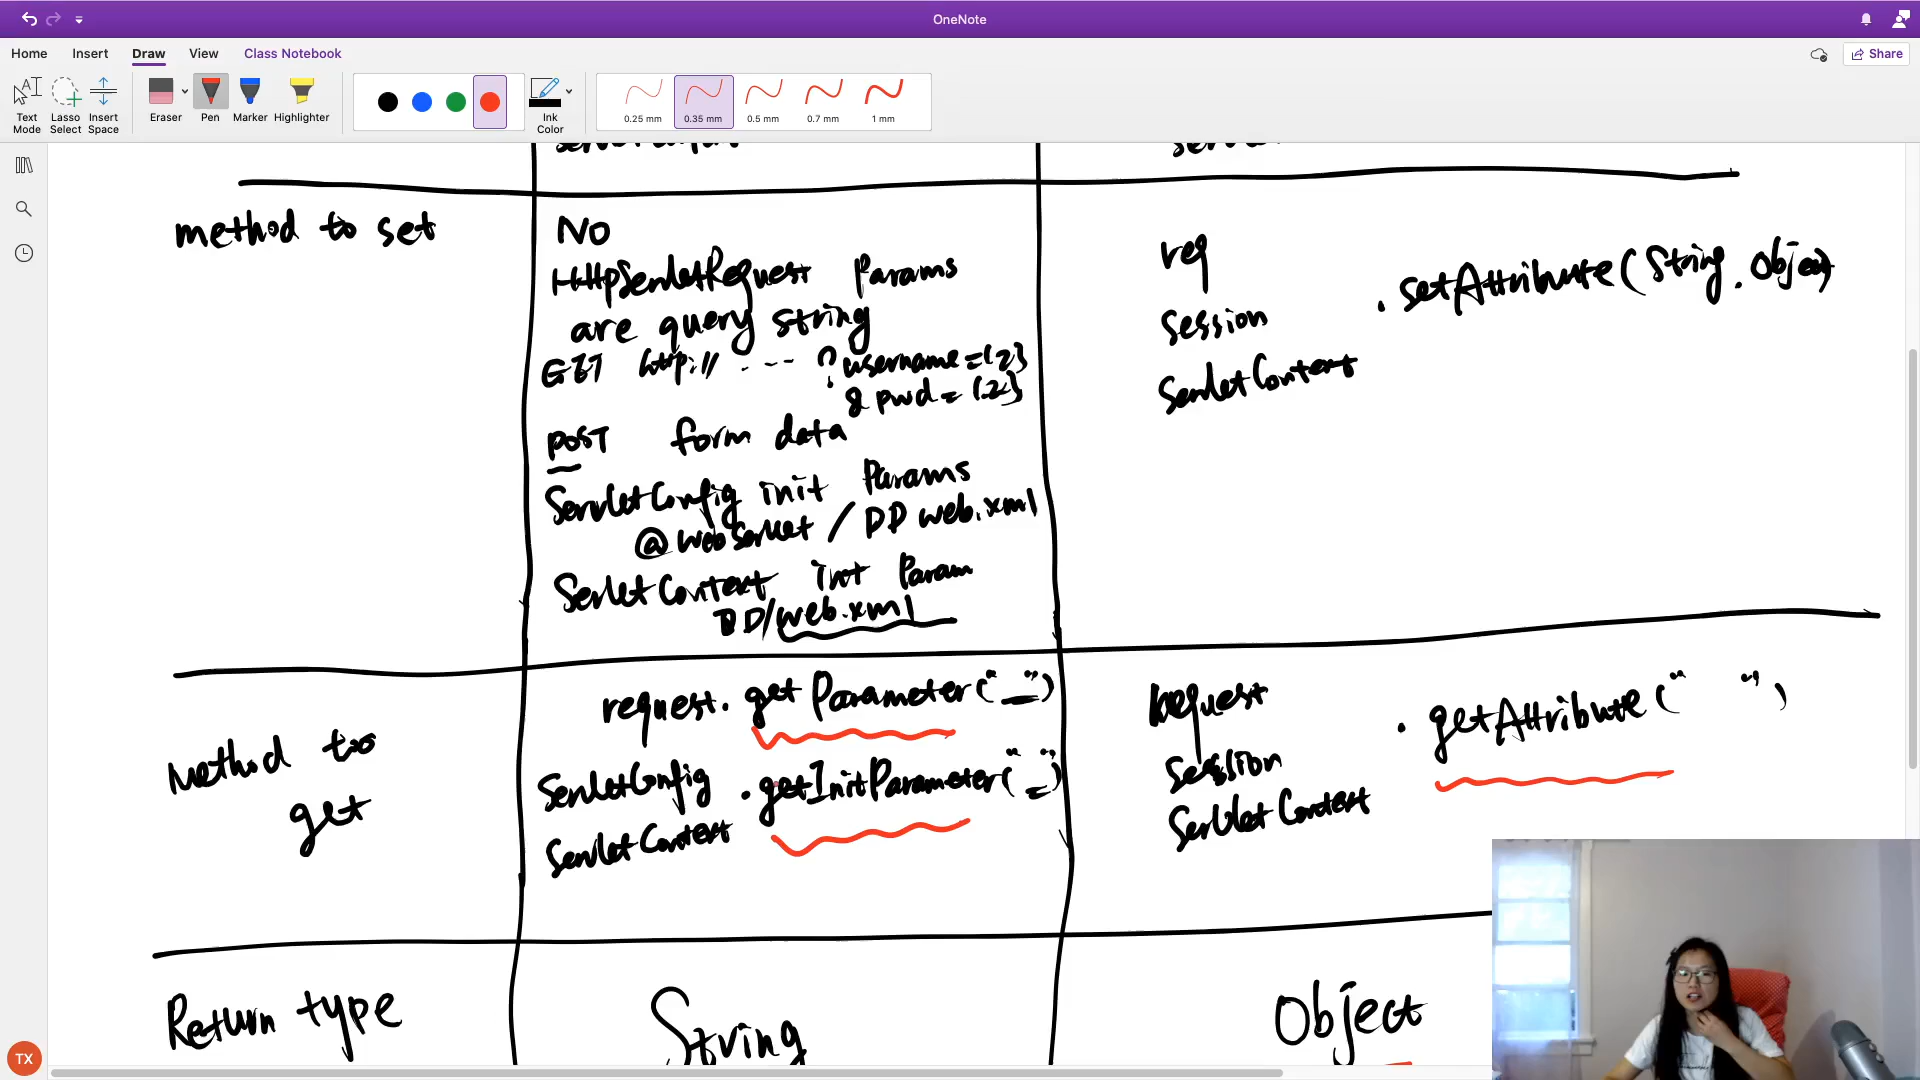 OneNote
Home Insert Draw View Class Notebook
Share
Text Mode
Lasso Select
Insert Space
Eraser
Pen
Marker
Highlighter
Ink Color
0.25 mm
0.35 mm
0.5 mm
0.7 mm
1 mm
method to set
No
HttpServletRequest Params
are query string
GET http:// . -- ? username=(2)
& pwd = (2)
POST form data
ServletConfig init Params
@WebServlet / DD web.xml
ServletContext init Param
DD/web.xml
req
session
ServletContext
.setAttribute(String.Object)
Method to
get
request. getParameter("_")
ServletConfig
ServletContext
.getInitParameter("_")
Request
Session
ServletContext
.getAttribute(" ")
Return type
String
Object
TX